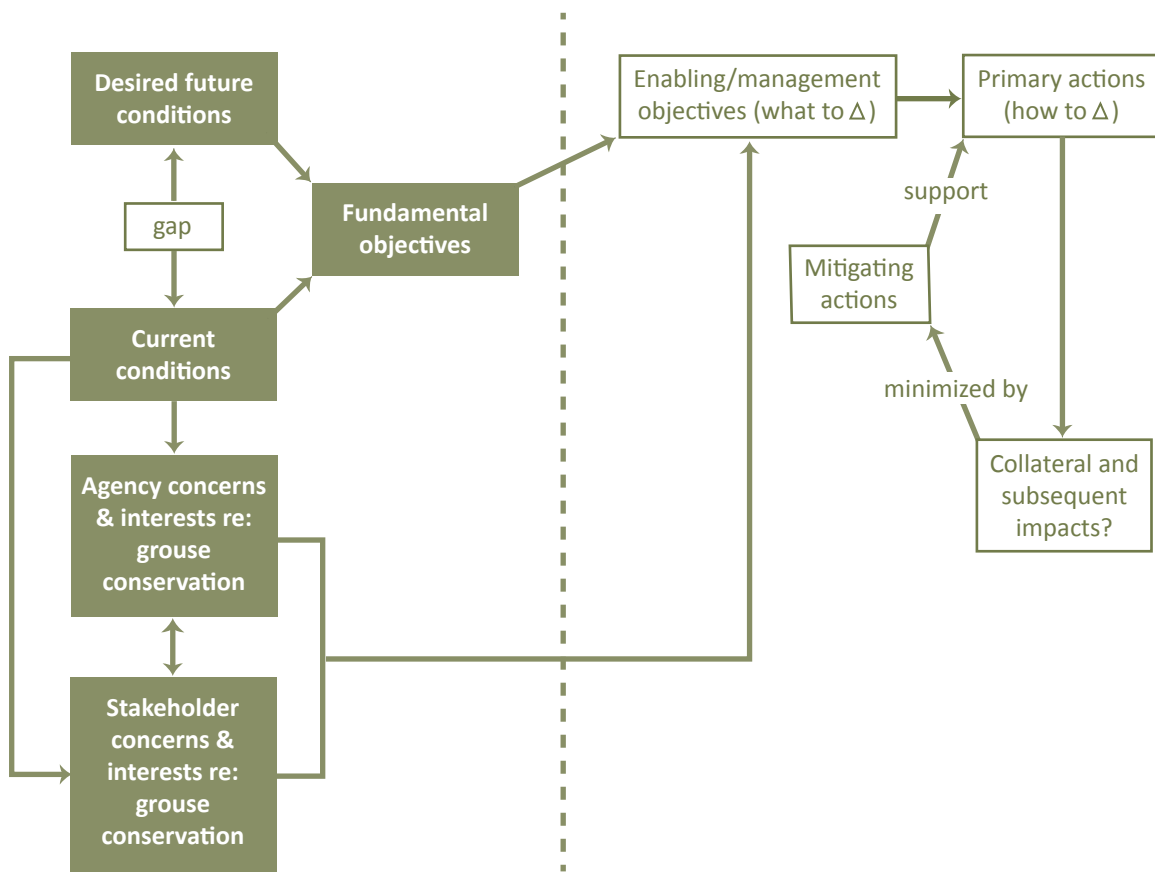 Desired future
conditions
gap
Current
conditions
Fundamental
objectives
Agency concerns
& interests re:
grouse
conservation
Stakeholder
concerns &
interests re:
grouse
conservation
Enabling/management
objectives (what to Δ)
Primary actions
(how to Δ)
support
Mitigating
actions
minimized by
Collateral and
subsequent
impacts?